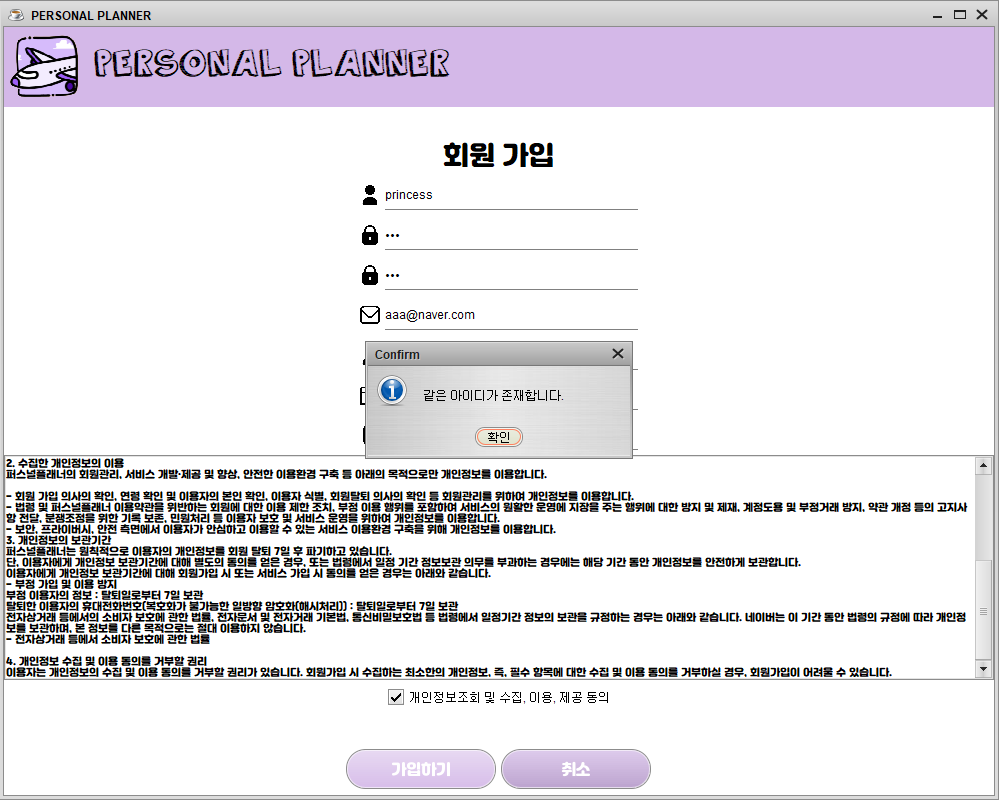 PERSONAL PLANNER
PERSONAL PLANNER
회원 가입
princess
•••
•••
aaa@naver.com
Confirm
같은 아이디가 존재합니다.
확인
2. 수집한 개인정보의 이용
퍼스널플래너의 회원관리, 서비스 개발·제공 및 향상, 안전한 이용환경 구축 등 아래의 목적으로만 개인정보를 이용합니다.
- 회원 가입 의사의 확인, 연령 확인 및 이용자의 본인 확인, 이용자 식별, 회원탈퇴 의사의 확인 등 회원관리를 위하여 개인정보를 이용합니다.
- 법령 및 퍼스널플래너 이용약관을 위반하는 회원에 대한 이용 제한 조치, 부정 이용 행위를 포함하여 서비스의 원활한 운영에 지장을 주는 행위에 대한 방지 및 제재, 계정도용 및 부정거래 방지, 약관 개정 등의 고지사
항 전달, 분쟁조정을 위한 기록 보존, 민원처리 등 이용자 보호 및 서비스 운영을 위하여 개인정보를 이용합니다.
- 보안, 프라이버시, 안전 측면에서 이용자가 안심하고 이용할 수 있는 서비스 이용환경 구축을 위해 개인정보를 이용합니다.
3. 개인정보의 보관기간
퍼스널플래너는 원칙적으로 이용자의 개인정보를 회원 탈퇴 7일 후 파기하고 있습니다.
단, 이용자에게 개인정보 보관기간에 대해 별도의 동의를 얻은 경우, 또는 법령에서 일정 기간 정보보관 의무를 부과하는 경우에는 해당 기간 동안 개인정보를 안전하게 보관합니다.
이용자에게 개인정보 보관기간에 대해 회원가입 시 또는 서비스 가입 시 동의를 얻은 경우는 아래와 같습니다.
- 부정 가입 및 이용 방지
부정 이용자의 정보 : 탈퇴일로부터 7일 보관
탈퇴한 이용자의 휴대전화번호(복호화가 불가능한 일방향 암호화(해시처리)) : 탈퇴일로부터 7일 보관
전자상거래 등에서의 소비자 보호에 관한 법률, 전자문서 및 전자거래 기본법, 통신비밀보호법 등 법령에서 일정기간 정보의 보관을 규정하는 경우는 아래와 같습니다. 네이버는 이 기간 동안 법령의 규정에 따라 개인정
보를 보관하며, 본 정보를 다른 목적으로는 절대 이용하지 않습니다.
- 전자상거래 등에서 소비자 보호에 관한 법률
4. 개인정보 수집 및 이용 동의를 거부할 권리
이용자는 개인정보의 수집 및 이용 동의를 거부할 권리가 있습니다. 회원가입 시 수집하는 최소한의 개인정보, 즉, 필수 항목에 대한 수집 및 이용 동의를 거부하실 경우, 회원가입이 어려울 수 있습니다.
개인정보조회 및 수집, 이용, 제공 동의
가입하기
취소